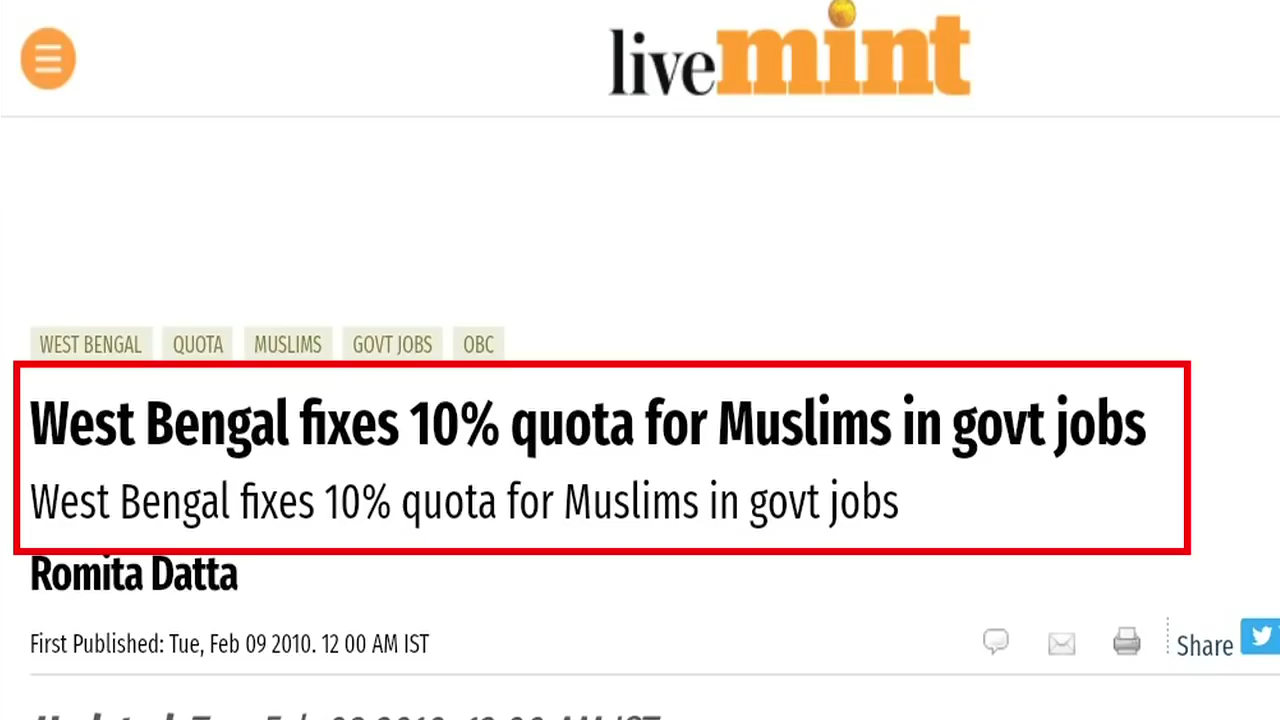 livemint
WEST BENGAL QUOTA MUSLIMS GOVT JOBS OBC
West Bengal fixes 10% quota for Muslims in govt jobs
West Bengal fixes 10% quota for Muslims in govt jobs
Romita Datta
First Published: Tue, Feb 09 2010. 12 00 AM IST
Share